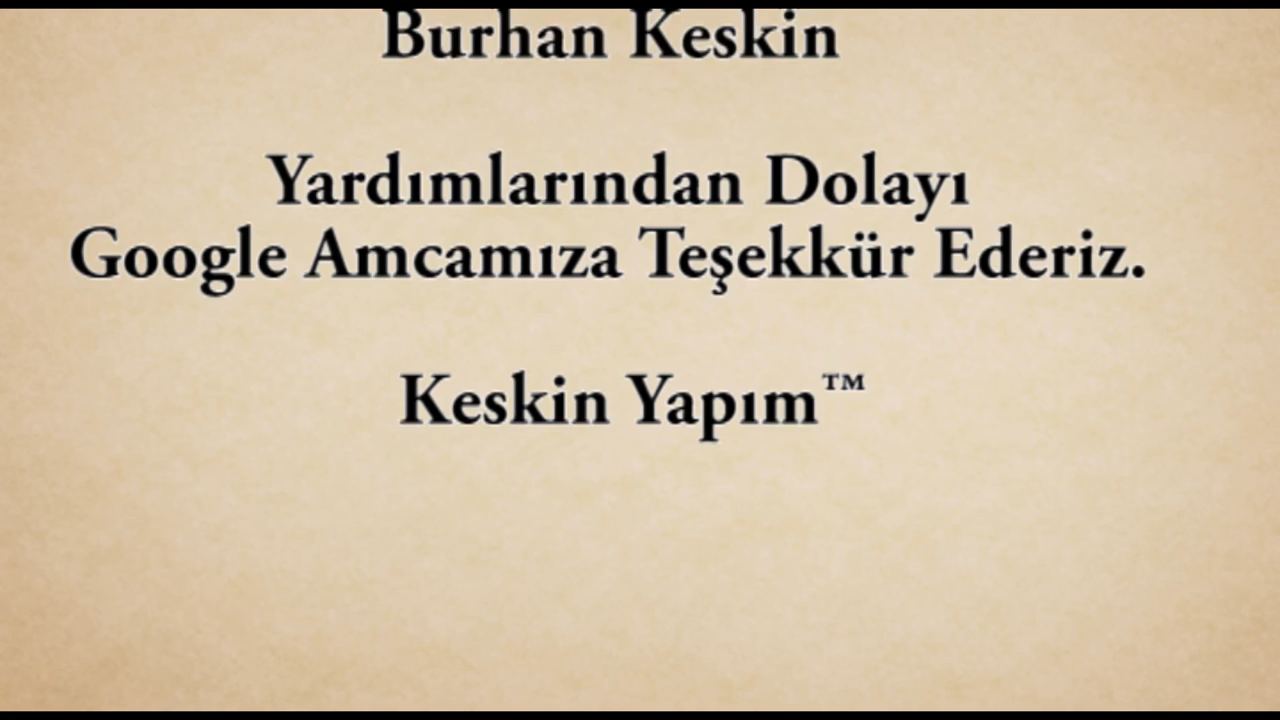 Burhan Keskin
Yardımlarından Dolayı
Google Amcamıza Teşekkür Ederiz.
Keskin Yapım™